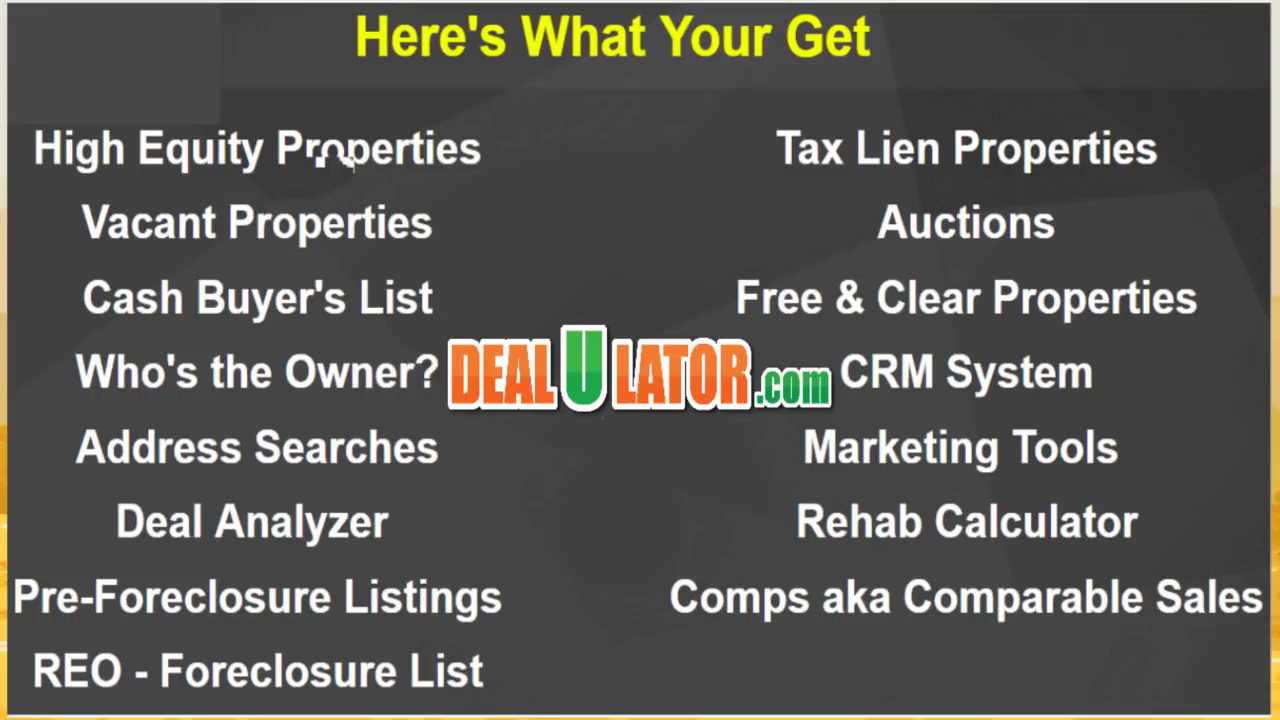 Here's What Your Get
High Equity Properties
Vacant Properties
Cash Buyer's List
Who's the Owner?
Address Searches
Deal Analyzer
Pre-Foreclosure Listings
REO - Foreclosure List
DEALULATOR.com
Tax Lien Properties
Auctions
Free & Clear Properties
CRM System
Marketing Tools
Rehab Calculator
Comps aka Comparable Sales